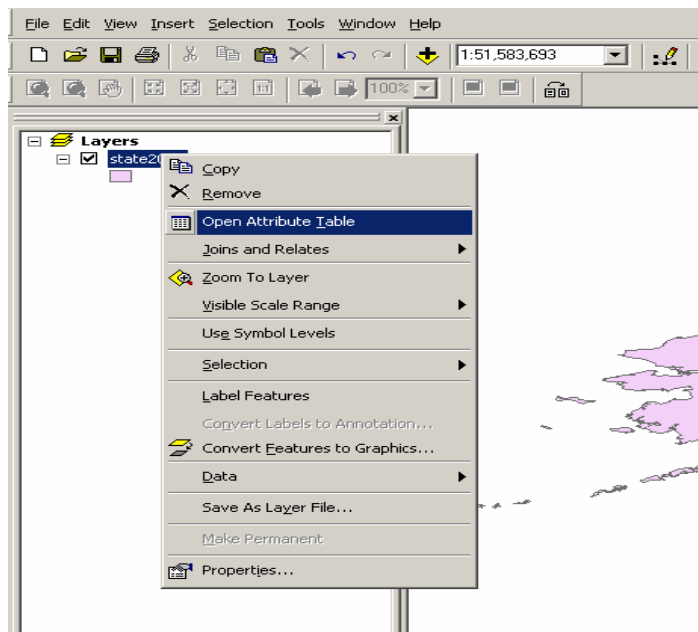 File Edit View Insert Selection Tools Window Help
1:51,583,693
1:1 100%
Layers
Copy
Remove
Open Attribute Table
Joins and Relates
Zoom To Layer
Visible Scale Range
Use Symbol Levels
Selection
Label Features
Convert Labels to Annotation...
Convert Features to Graphics...
Data
Save As Layer File...
Make Permanent
Properties...